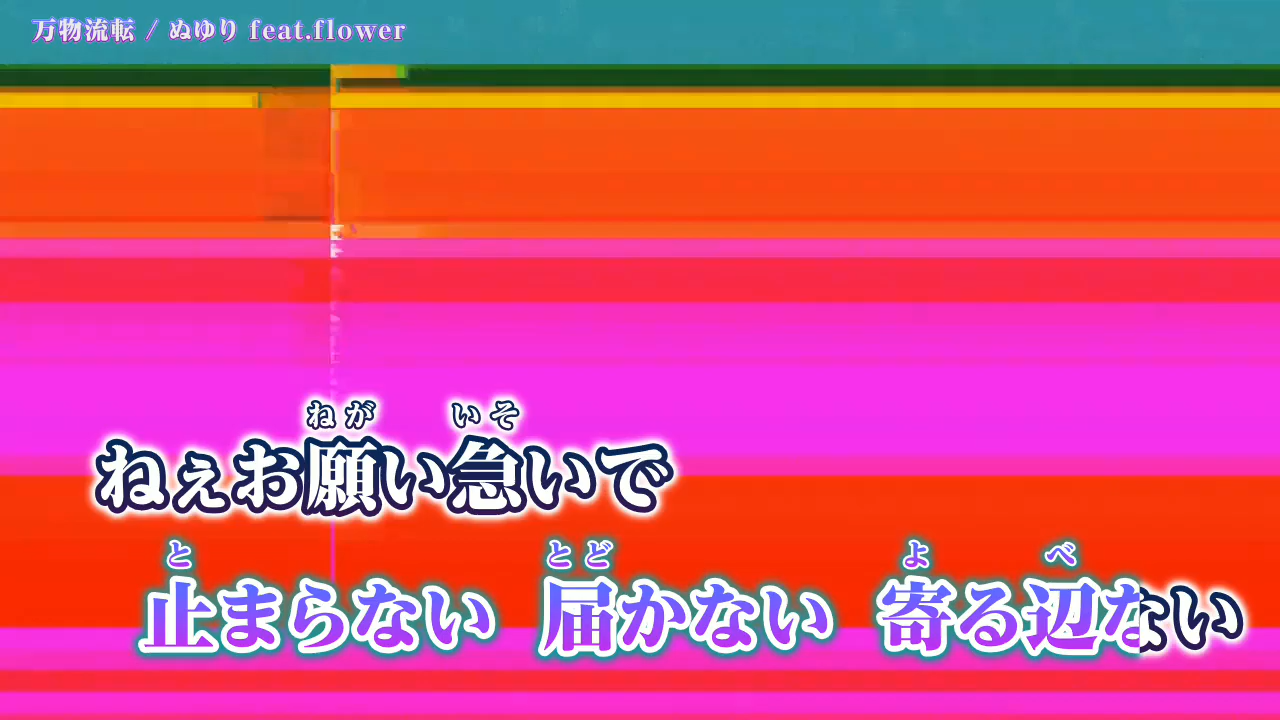 万物流転 / ぬゆり feat.flower
ねが いそ
ねぇお願い急いで
と とど よ べ
止まらない 届かない 寄る辺ない